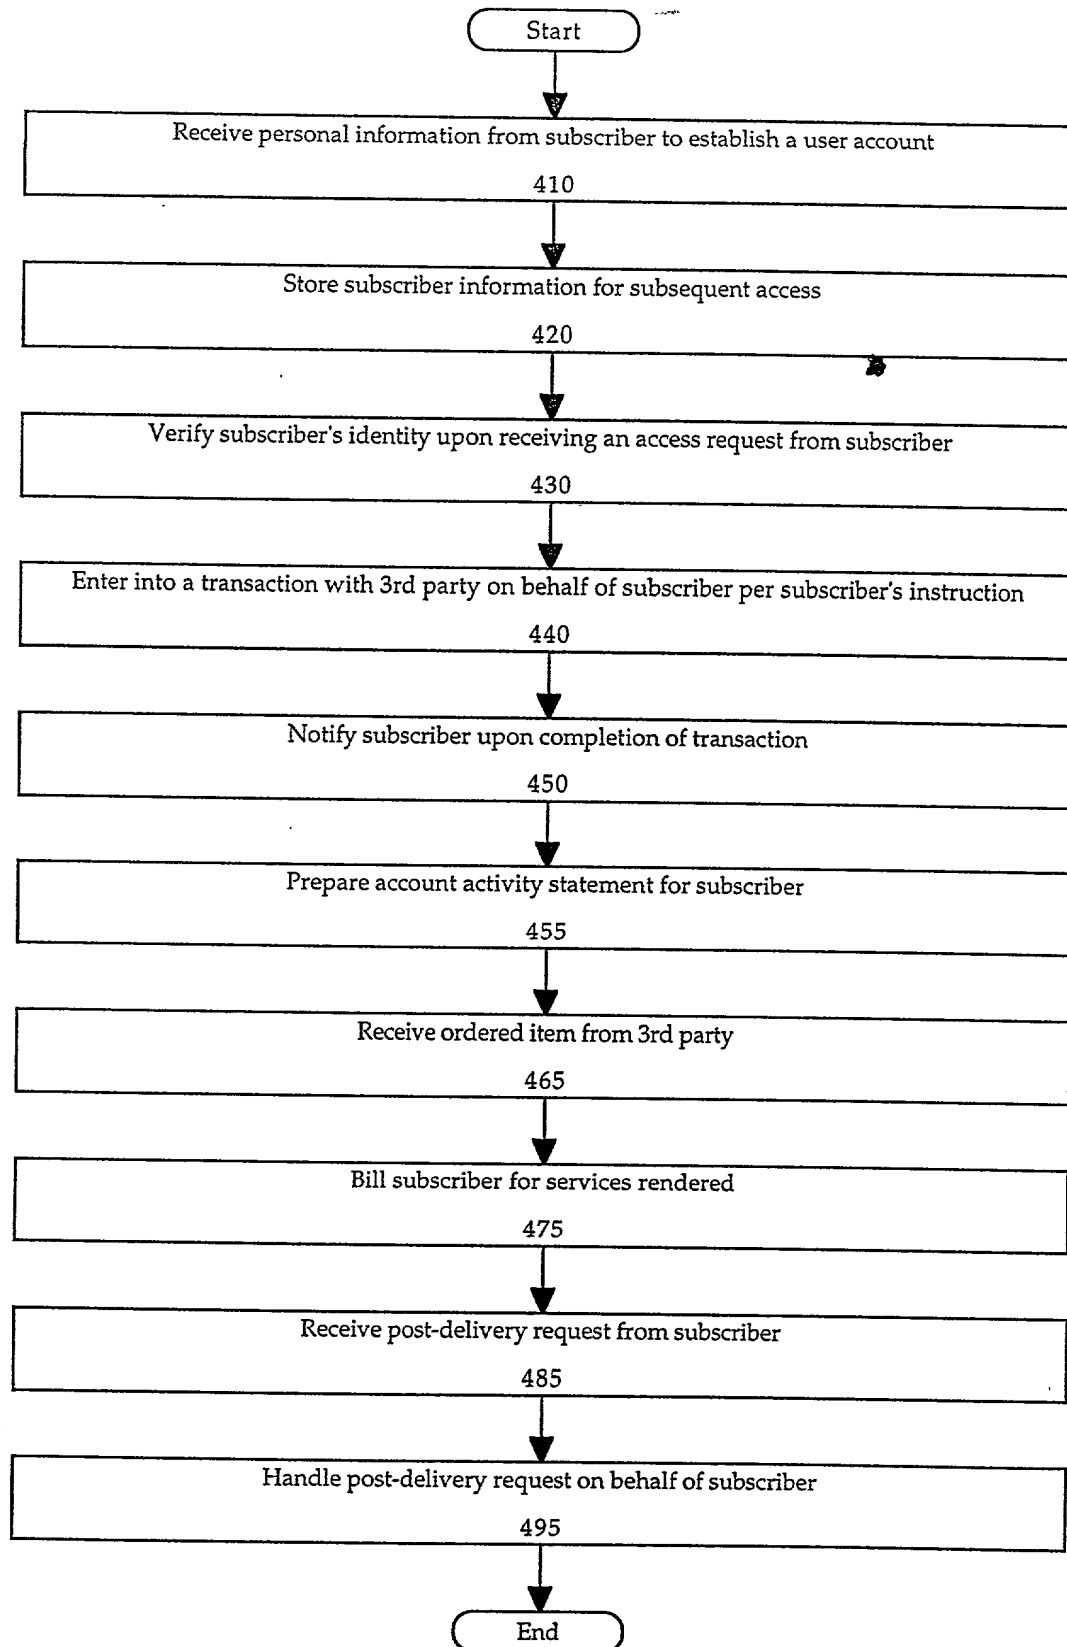 Start
Receive personal information from subscriber to establish a user account
410
Store subscriber information for subsequent access
420
Verify subscriber's identity upon receiving an access request from subscriber
430
Enter into a transaction with 3rd party on behalf of subscriber per subscriber's instruction
440
Notify subscriber upon completion of transaction
450
Prepare account activity statement for subscriber
455
Receive ordered item from 3rd party
465
Bill subscriber for services rendered
475
Receive post-delivery request from subscriber
485
Handle post-delivery request on behalf of subscriber
495
End